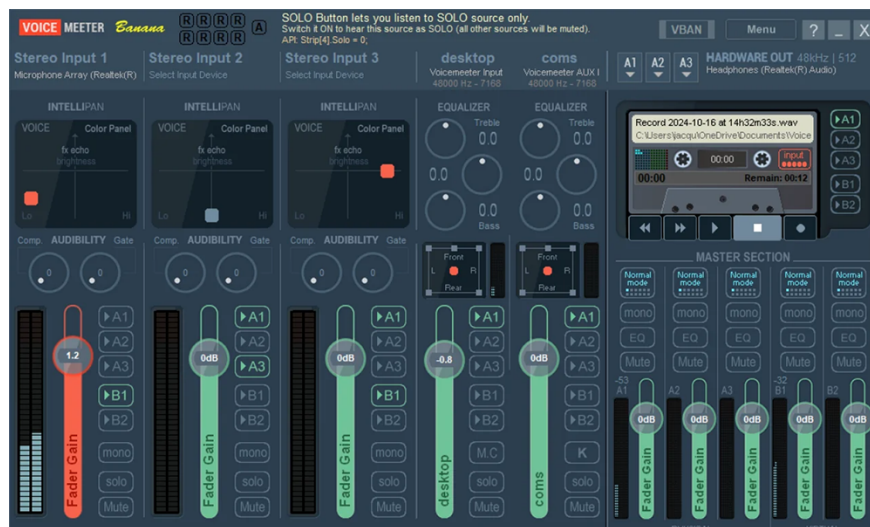 VOICE MEETER Banana
R R R R
R R R R
A
SOLO Button lets you listen to SOLO source only.
Switch it ON to hear this source as SOLO (all other sources will be muted).
API: Strip[4].Solo = 0;
VBAN
Menu
?
_
X
Stereo Input 1
Microphone Array (Realtek(R)
Stereo Input 2
Select Input Device
Stereo Input 3
Select Input Device
desktop
Voicemeeter Input
48000 Hz - 7168
coms
Voicemeeter AUX I
48000 Hz - 7168
A1
A2
A3
HARDWARE OUT 48kHz | 512
Headphones (Realtek(R) Audio)
INTELLIPAN
VOICE Color Panel
fx echo
brightness
Lo Hi
INTELLIPAN
VOICE Color Panel
fx echo
brightness
Lo Hi
INTELLIPAN
VOICE Color Panel
fx echo
brightness
Lo Hi
EQUALIZER
Treble
0.0
0.0
0.0
Bass
EQUALIZER
Treble
0.0
0.0
0.0
Bass
Record 2024-10-16 at 14h32m33s.wav
C:\Users\jacqu\OneDrive\Documents\Voice
00:00
input
00:00
Remain: 00:12
A1
A2
A3
B1
B2
Comp. AUDIBILITY Gate
0 0
Comp. AUDIBILITY Gate
0 0
Comp. AUDIBILITY Gate
0 0
Front
L R
Rear
Front
L R
Rear
MASTER SECTION
1.2
Fader Gain
A1
A2
A3
B1
B2
mono
solo
Mute
0dB
Fader Gain
A1
A2
A3
B1
B2
mono
solo
Mute
0dB
Fader Gain
A1
A2
A3
B1
B2
mono
solo
Mute
-0.8
desktop
A1
A2
A3
B1
B2
M.C
solo
Mute
0dB
coms
A1
A2
A3
B1
B2
K
solo
Mute
Normal
mode
mono
EQ
Mute
-53
A1
0dB
Fader Gain
Normal
mode
mono
EQ
Mute
A2
0dB
Fader Gain
Normal
mode
mono
EQ
Mute
A3
0dB
Fader Gain
Normal
mode
mono
EQ
Mute
-32
B1
0dB
Fader Gain
Normal
mode
mono
EQ
Mute
B2
0dB
Fader Gain